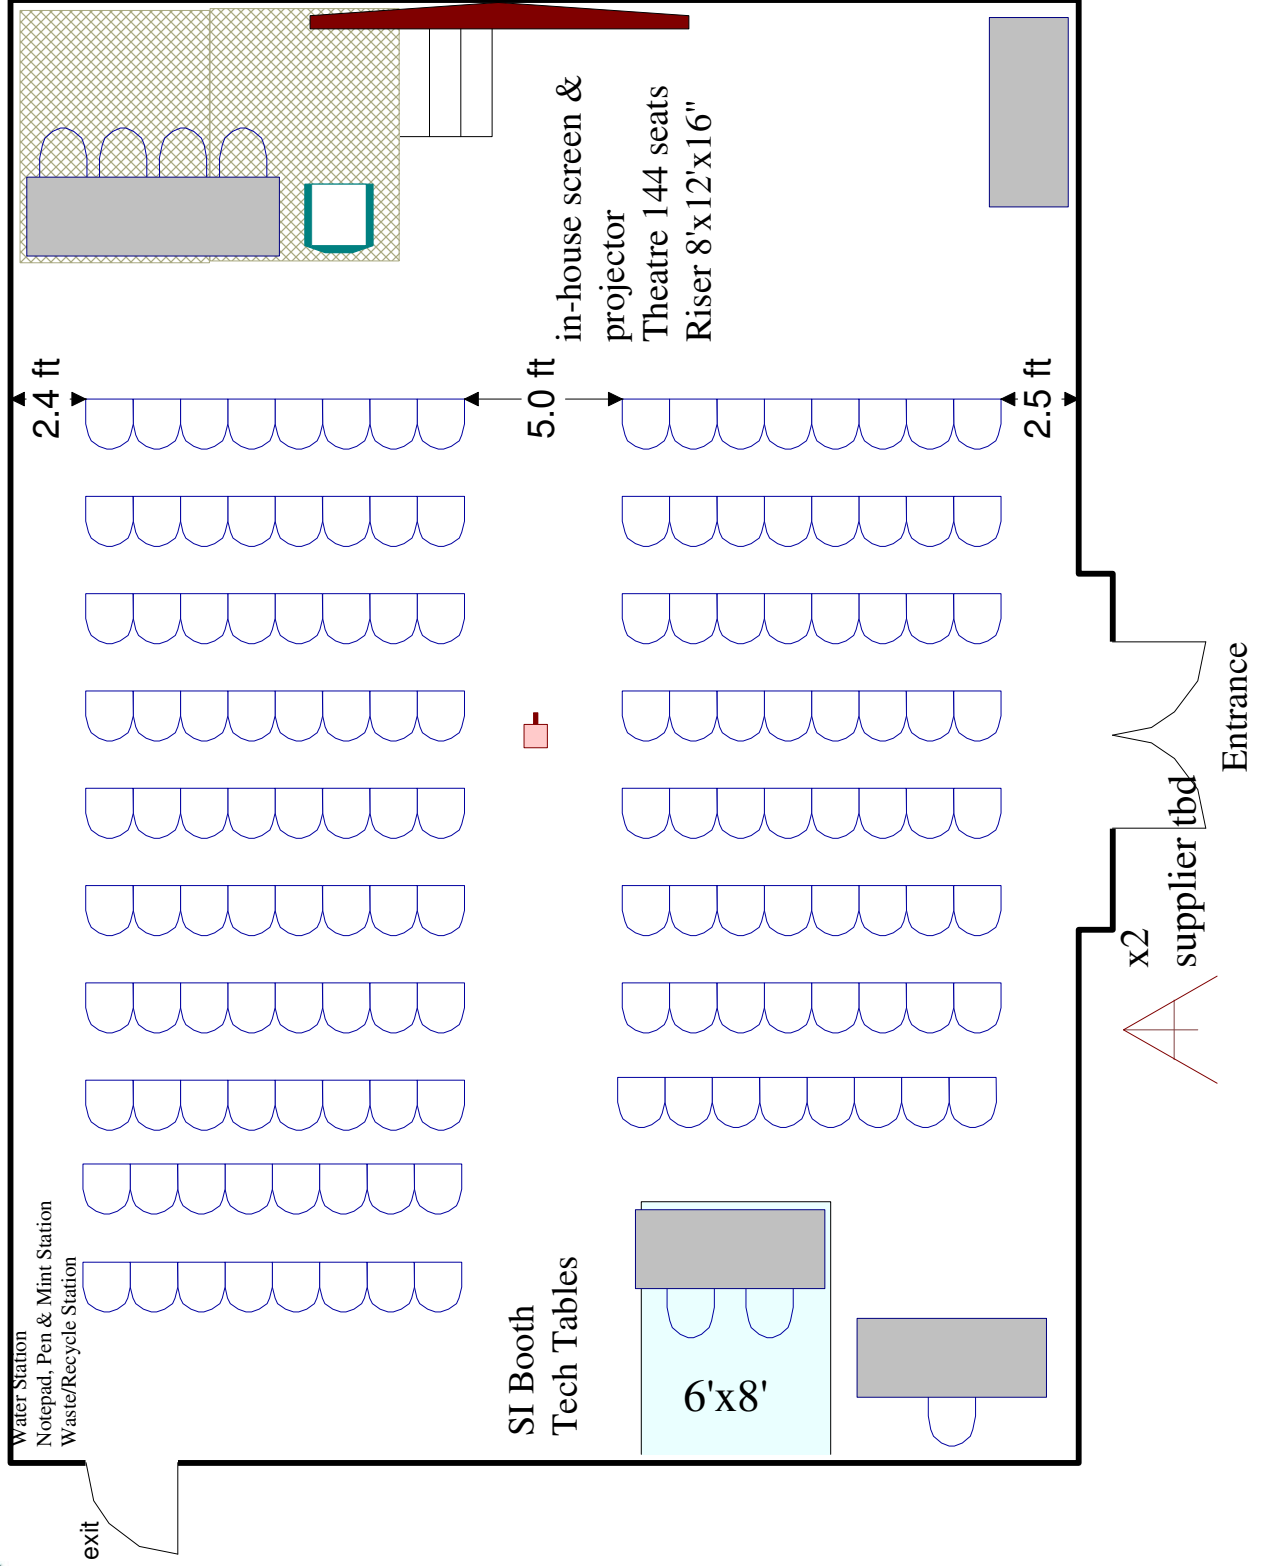 2.4 ft
5.0 ft
2.5 ft
in-house screen &
projector
Theatre 144 seats
Riser 8'x12'x16"
Entrance
x2
supplier tbd
Water Station
Notepad, Pen & Mint Station
Waste/Recycle Station
SI Booth
Tech Tables
6'x8'
exit